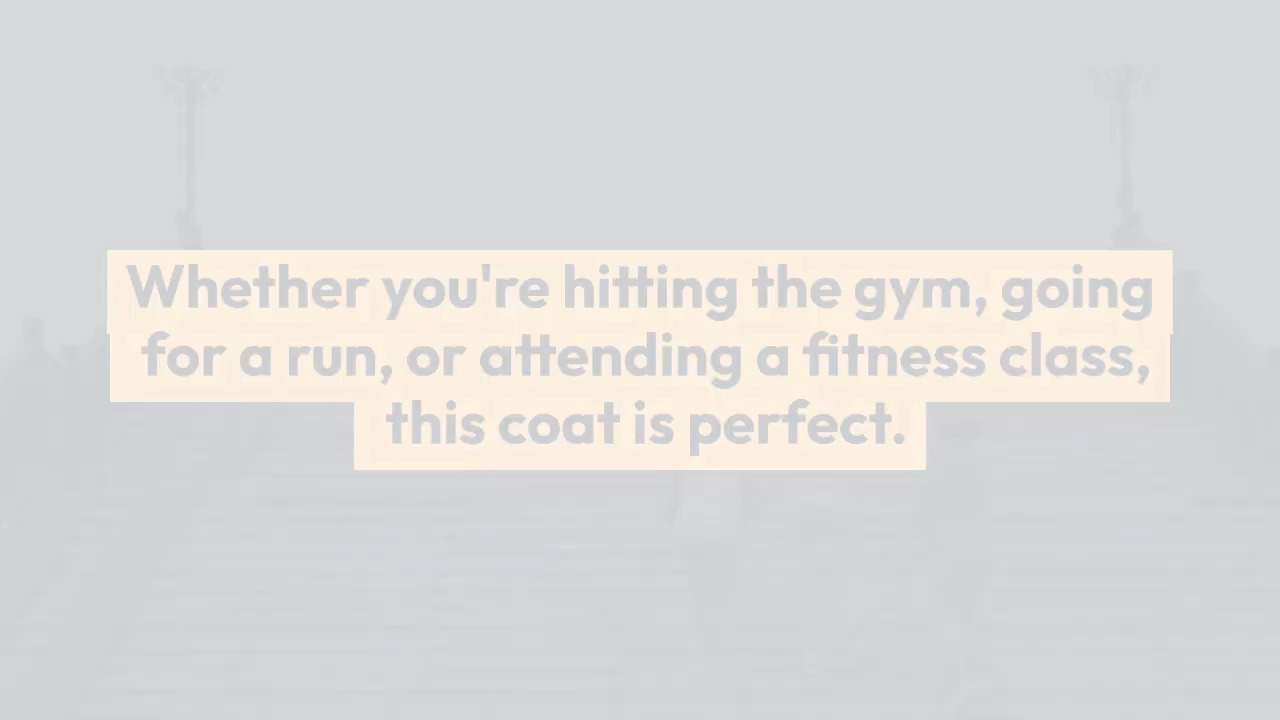 Whether you're hitting the gym, going
for a run, or attending a fitness class,
this coat is perfect.